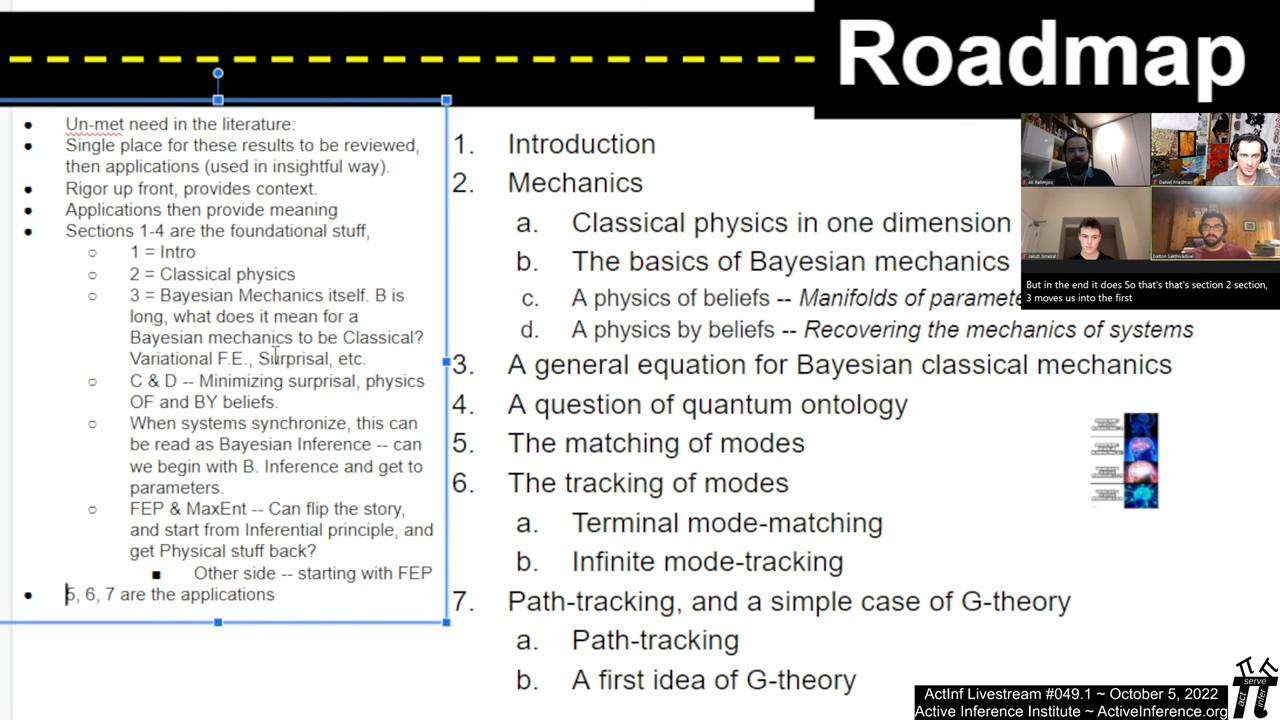 Roadmap
Un-met need in the literature:
Single place for these results to be reviewed,
then applications (used in insightful way).
Rigor up front, provides context.
Applications then provide meaning
Sections 1-4 are the foundational stuff,
1 = Intro
2 = Classical physics
3 = Bayesian Mechanics itself. B is
long, what does it mean for a
Bayesian mechanics to be Classical?
Variational F.E., Surprisal, etc.
C & D -- Minimizing surprisal, physics
OF and BY beliefs.
When systems synchronize, this can
be read as Bayesian Inference -- can
we begin with B. Inference and get to
parameters.
FEP & MaxEnt -- Can flip the story,
and start from Inferential principle, and
get Physical stuff back?
Other side -- starting with FEP
5, 6, 7 are the applications
1. Introduction
2. Mechanics
a. Classical physics in one dimension
b. The basics of Bayesian mechanics
c. A physics of beliefs -- Manifolds of paramete
d. A physics by beliefs -- Recovering the mechanics of systems
3. A general equation for Bayesian classical mechanics
4. A question of quantum ontology
5. The matching of modes
6. The tracking of modes
a. Terminal mode-matching
b. Infinite mode-tracking
7. Path-tracking, and a simple case of G-theory
a. Path-tracking
b. A first idea of G-theory
Daniel Friedman
Dalton Sakthivadivel
But in the end it does So that's that's section 2 section,
3 moves us into the first
ActInf Livestream #049.1 ~ October 5, 2022
Active Inference Institute ~ ActiveInference.org
serve
act
infer